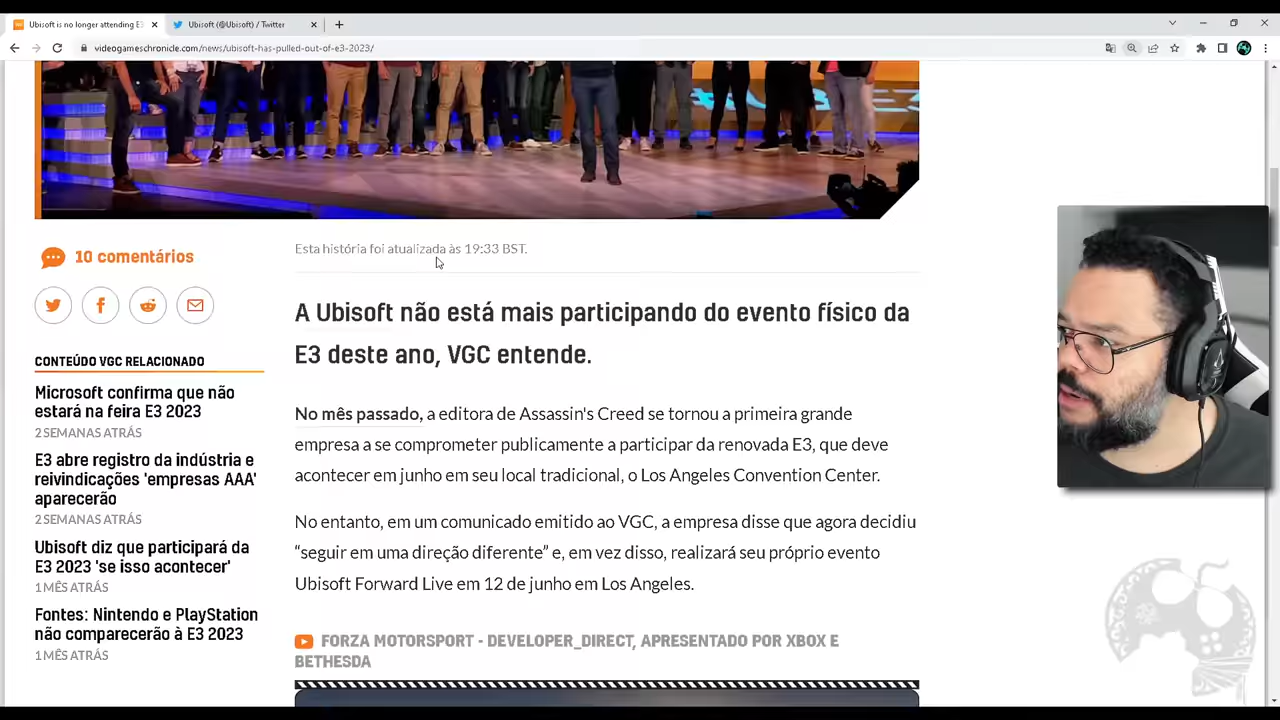 Ubisoft is no longer attending E3
Ubisoft (@Ubisoft) / Twitter
videogameschronicle.com/news/ubisoft-has-pulled-out-of-e3-2023/
10 comentários
CONTEÚDO VGC RELACIONADO
Microsoft confirma que não
estará na feira E3 2023
2 SEMANAS ATRÁS
E3 abre registro da indústria e
reivindicações 'empresas AAA'
aparecerão
2 SEMANAS ATRÁS
Ubisoft diz que participará da
E3 2023 'se isso acontecer'
1 MÊS ATRÁS
Fontes: Nintendo e PlayStation
não comparecerão à E3 2023
1 MÊS ATRÁS
Esta história foi atualizada às 19:33 BST.
A Ubisoft não está mais participando do evento físico da
E3 deste ano, VGC entende.
No mês passado, a editora de Assassin's Creed se tornou a primeira grande
empresa a se comprometer publicamente a participar da renovada E3, que deve
acontecer em junho em seu local tradicional, o Los Angeles Convention Center.
No entanto, em um comunicado emitido ao VGC, a empresa disse que agora decidiu
“seguir em uma direção diferente” e, em vez disso, realizará seu próprio evento
Ubisoft Forward Live em 12 de junho em Los Angeles.
FORZA MOTORSPORT - DEVELOPER_DIRECT, APRESENTADO POR XBOX E
BETHESDA